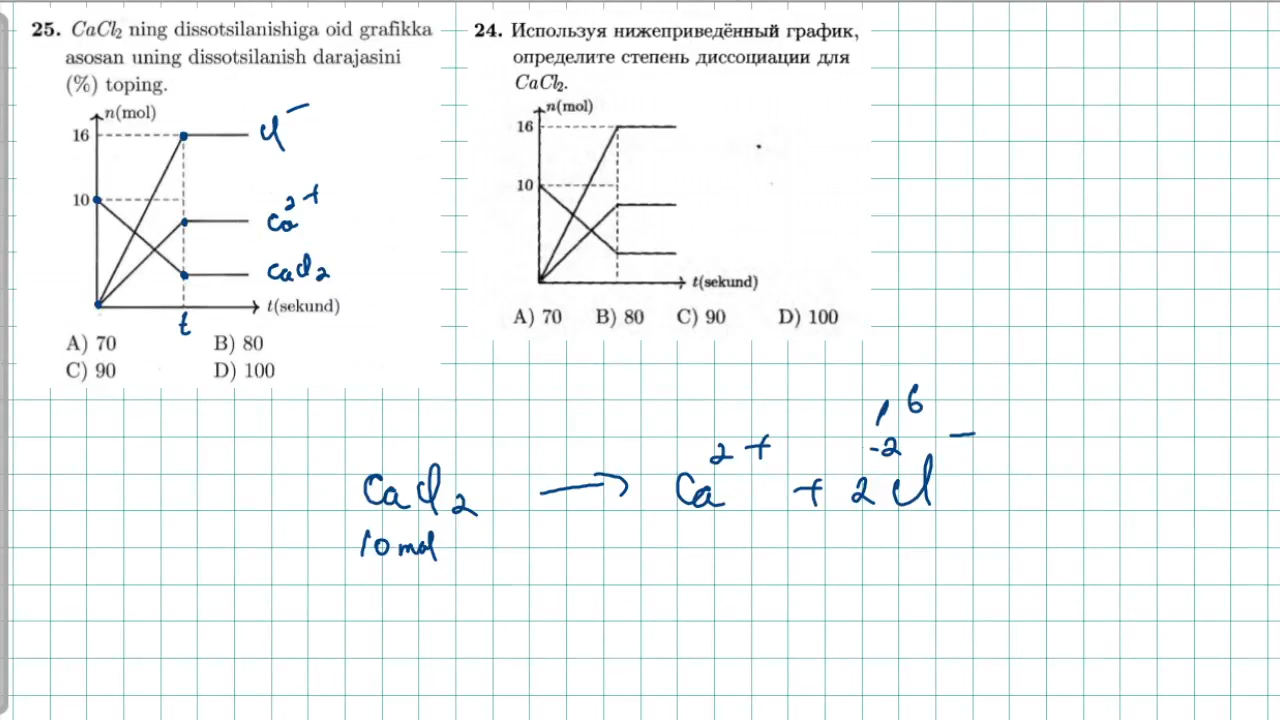 25. CaCl₂ ning dissotsilanishiga oid grafikka
asosan uning dissotsilanish darajasini
(%) toping.
n(mol)
16
Cl⁻
10
Ca²⁺
CaCl₂
t(sekund)
t
A) 70 B) 80
C) 90 D) 100
24. Используя нижеприведённый график,
определите степень диссоциации для
CaCl₂.
n(mol)
16
10
t(sekund)
A) 70 B) 80 C) 90 D) 100
16
-2
CaCl₂ → Ca²⁺ + 2Cl⁻
10 mol